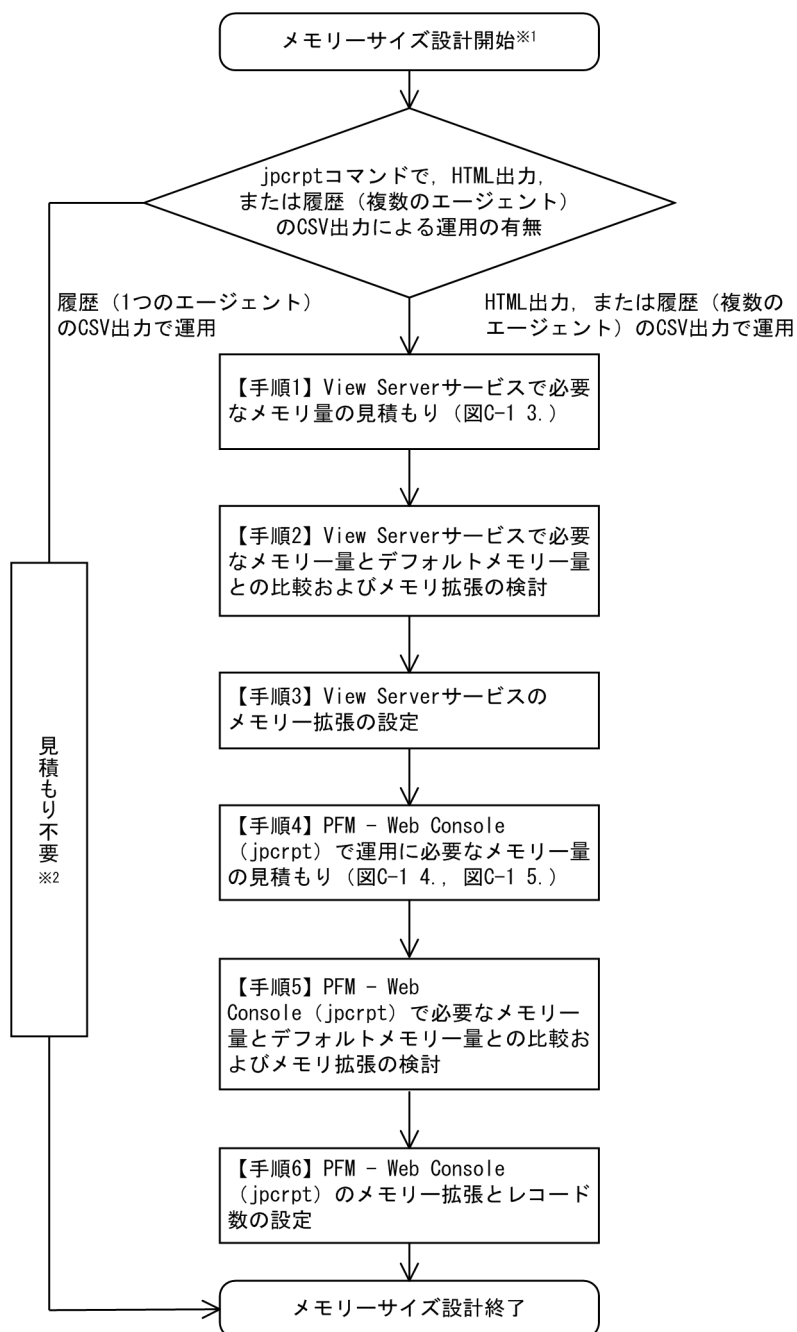 メモリーサイズ設計開始※1
jpcrptコマンドで，HTML出力，
または履歴（複数のエージェント）
のCSV出力による運用の有無
履歴（1つのエージェント）
のCSV出力で運用
HTML出力，または履歴（複数の
エージェント）のCSV出力で運用
【手順1】View Serverサービスで必要
なメモリ量の見積もり（図C-1 3.）
【手順2】View Serverサービスで必要
なメモリー量とデフォルトメモリー量
との比較およびメモリ拡張の検討
【手順3】View Serverサービスの
メモリー拡張の設定
見積もり不要
※2
【手順4】PFM - Web Console
（jpcrpt）で運用に必要なメモリー量
の見積もり（図C-1 4.，図C-1 5.）
【手順5】PFM - Web
Console（jpcrpt）で必要なメモリー
量とデフォルトメモリー量との比較お
よびメモリ拡張の検討
【手順6】PFM - Web Console
（jpcrpt）のメモリー拡張とレコード
数の設定
メモリーサイズ設計終了